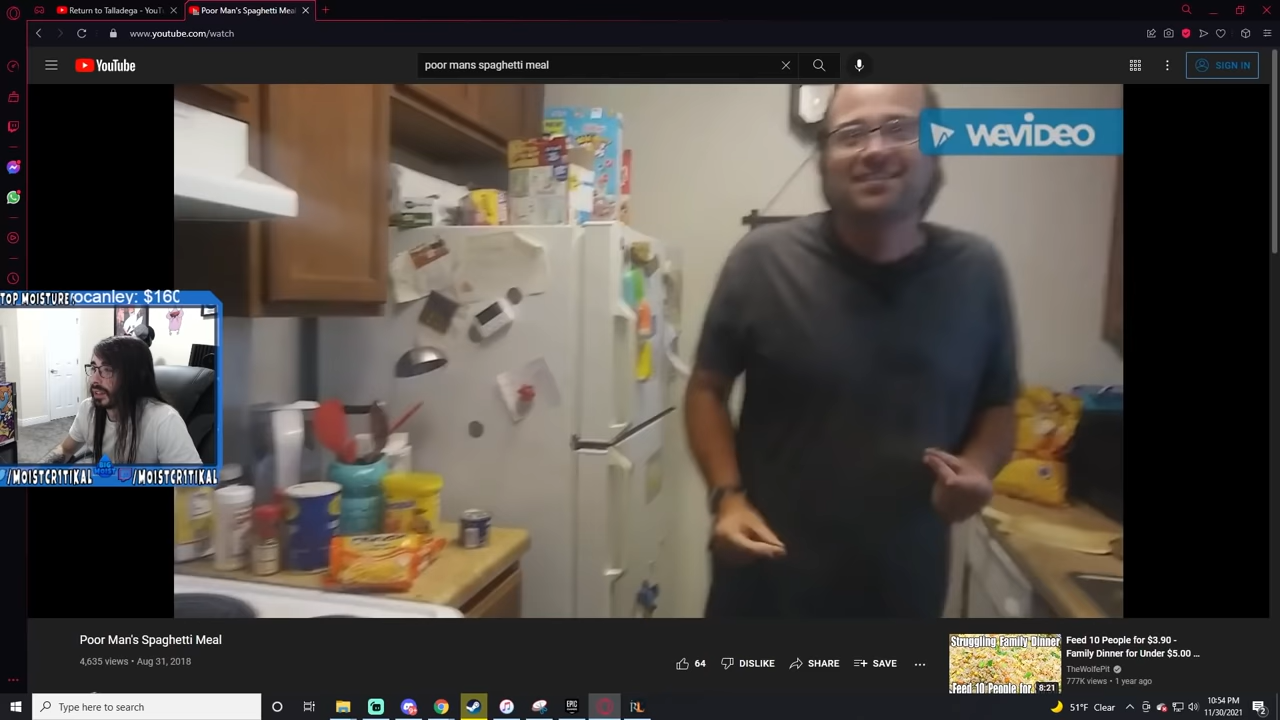 Return to Talladega - YouT
Poor Man's Spaghetti Meal
www.youtube.com/watch
YouTube
poor mans spaghetti meal
SIGN IN
WEVIDEO
TOP MOISTURE:
ocanley: $160
/MOISTCR1TIKAL
BIG MOIST
/MOISTCR1TIKAL
Poor Man's Spaghetti Meal
4,635 views • Aug 31, 2018
64
DISLIKE
SHARE
SAVE
Struggling Family Dinner
Feed 10 People for
8:21
Feed 10 People for $3.90 -
Family Dinner for Under $5.00 ...
TheWolfePit
777K views • 1 year ago
Type here to search
EPIC
RL
51°F Clear
10:54 PM
11/30/2021